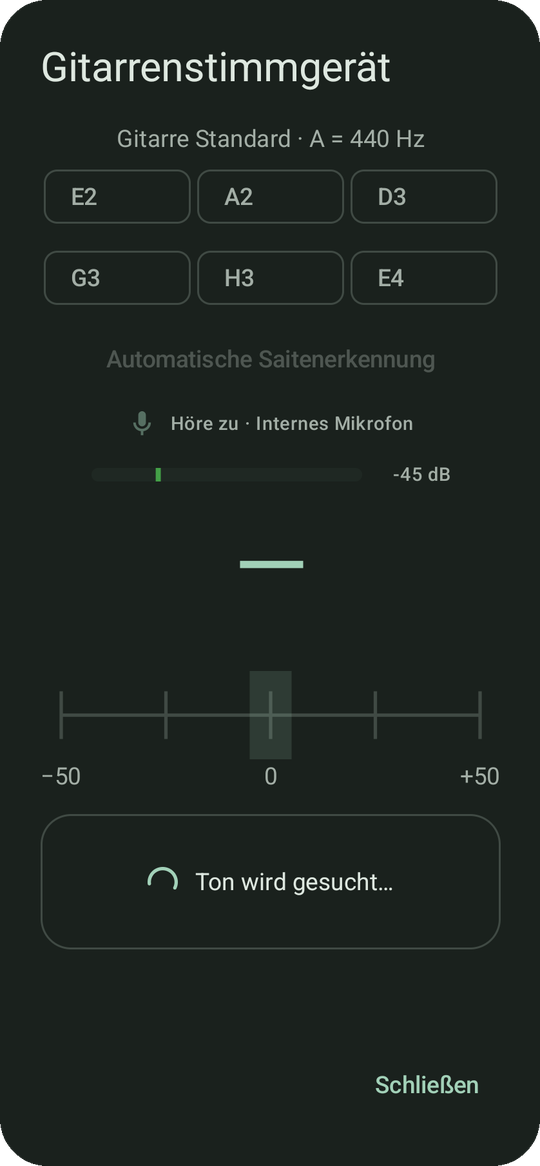 Gitarrenstimmgerät
Gitarre Standard · A = 440 Hz
E2 A2 D3
G3 H3 E4
Automatische Saitenerkennung
Höre zu · Internes Mikrofon
-45 dB
−50 0 +50
Ton wird gesucht…
Schließen